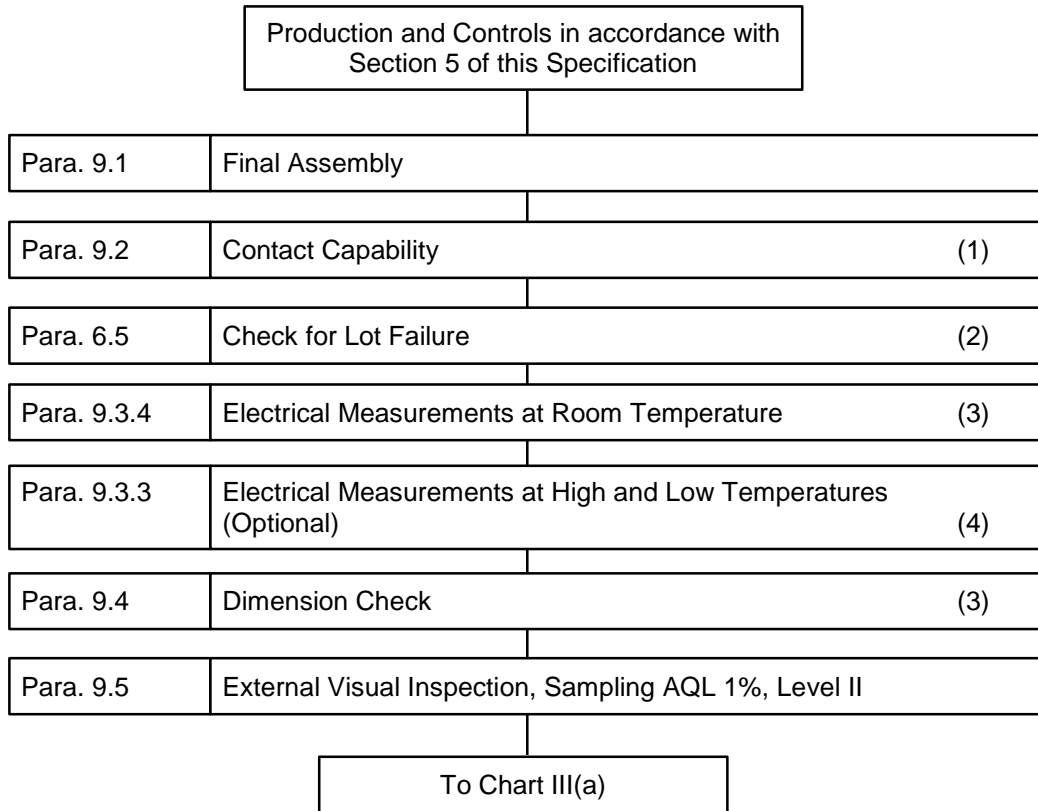 Production and Controls in accordance with
Section 5 of this Specification
Para. 9.1 Final Assembly
Para. 9.2 Contact Capability (1)
Para. 6.5 Check for Lot Failure (2)
Para. 9.3.4 Electrical Measurements at Room Temperature (3)
Para. 9.3.3 Electrical Measurements at High and Low Temperatures
(Optional) (4)
Para. 9.4 Dimension Check (3)
Para. 9.5 External Visual Inspection, Sampling AQL 1%, Level II
To Chart III(a)